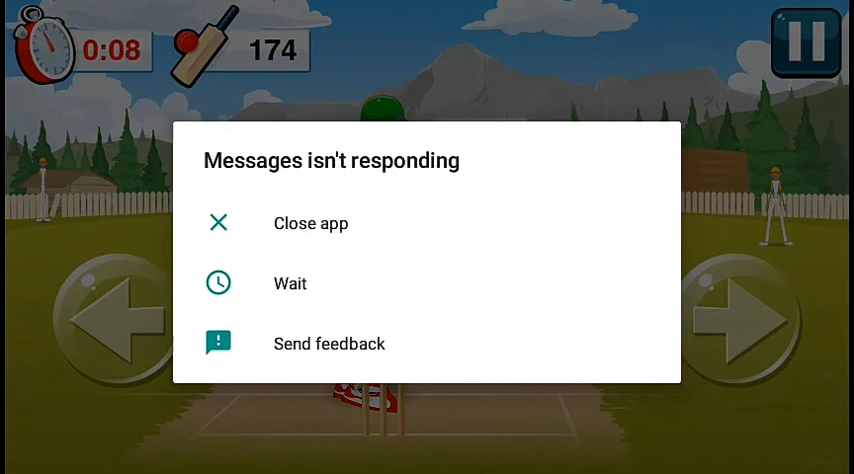 0:08
174
Messages isn't responding
Close app
Wait
Send feedback